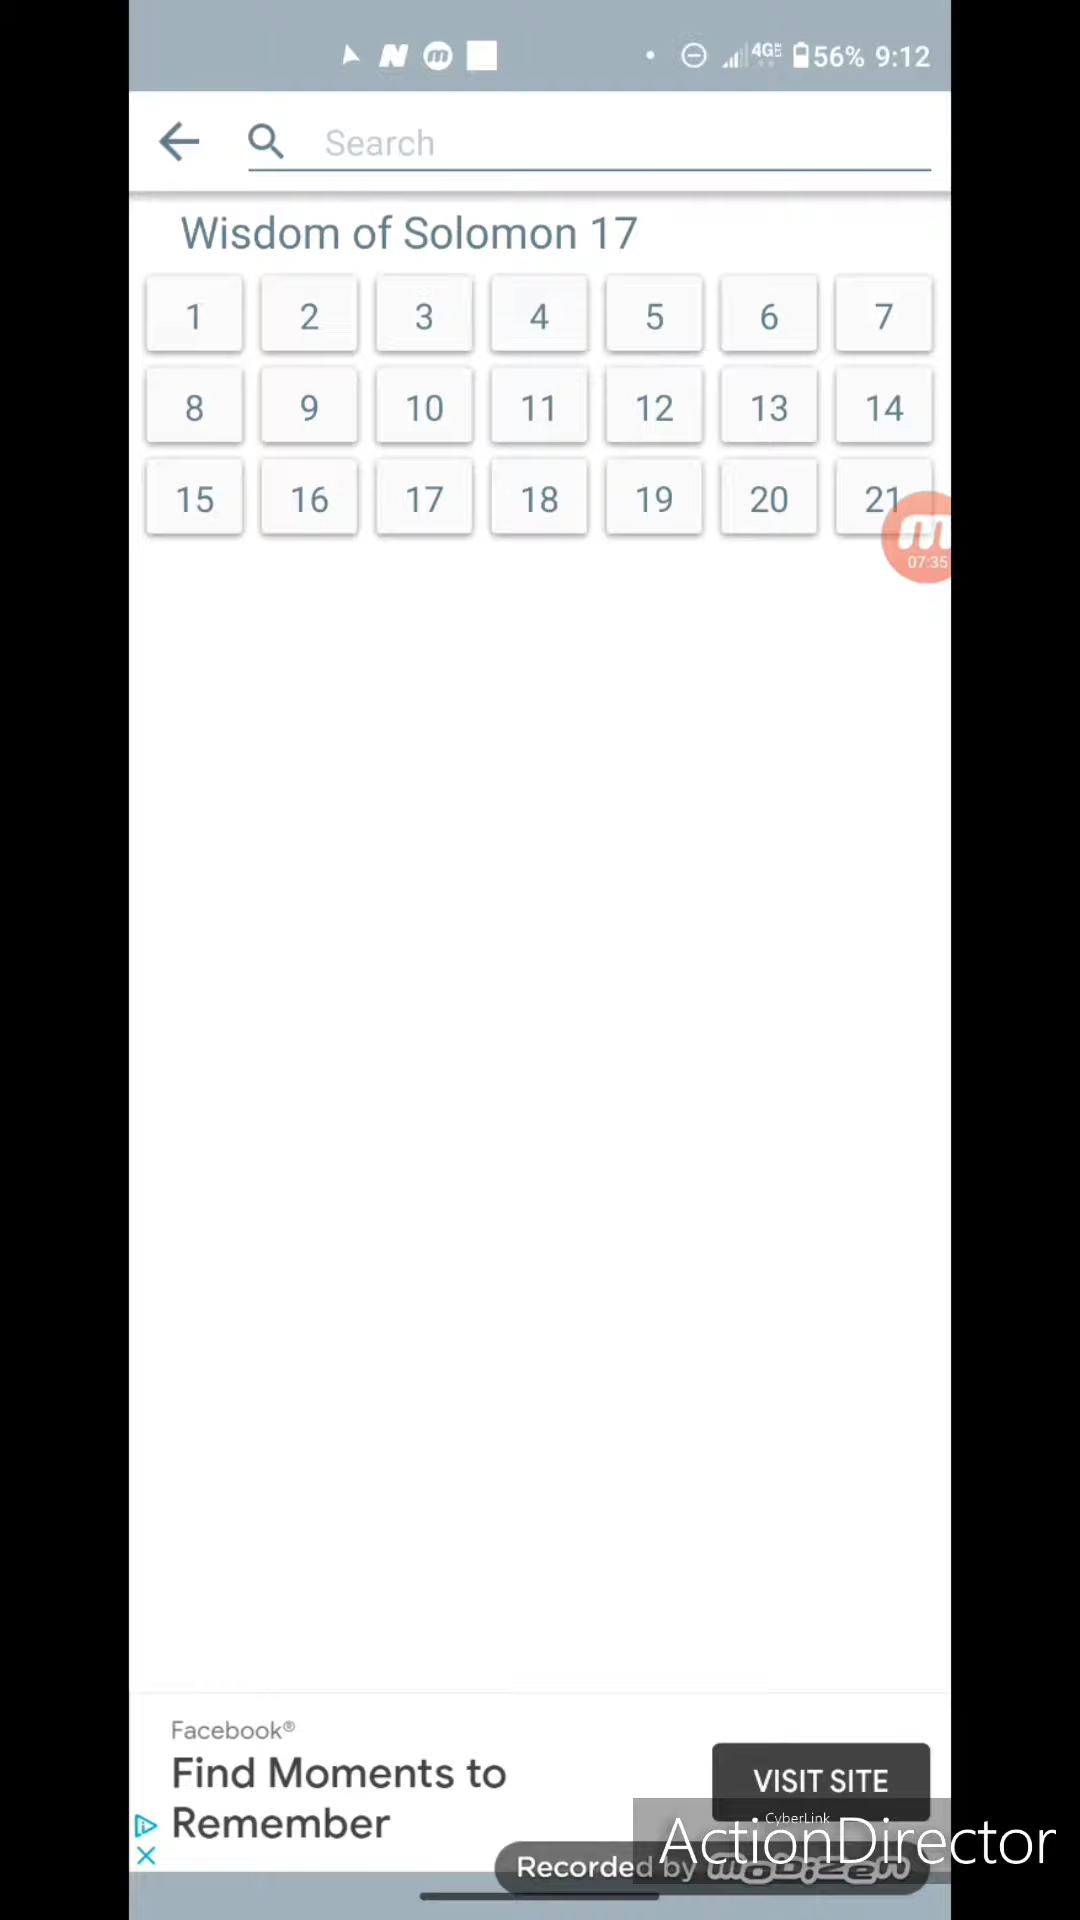 4G LTE 56% 9:12
Search
Wisdom of Solomon 17
1 2 3 4 5 6 7
8 9 10 11 12 13 14
15 16 17 18 19 20 21
07:35
Facebook®
Find Moments to
Remember
VISIT SITE
CyberLink
ActionDirector
Recorded by mobizen